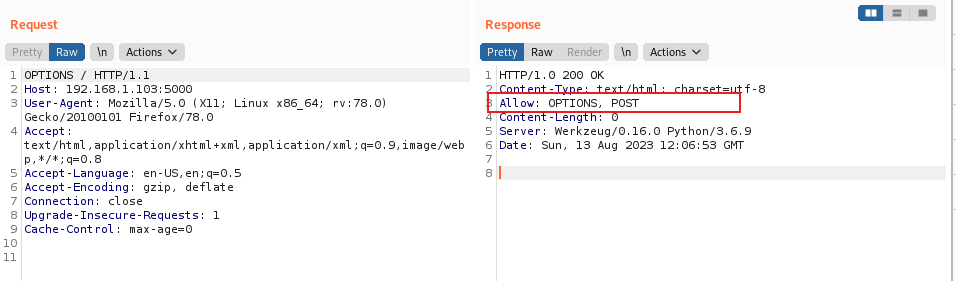 Request
Pretty Raw \n Actions
1 OPTIONS / HTTP/1.1
2 Host: 192.168.1.103:5000
3 User-Agent: Mozilla/5.0 (X11; Linux x86_64; rv:78.0)
Gecko/20100101 Firefox/78.0
4 Accept:
text/html,application/xhtml+xml,application/xml;q=0.9,image/web
p,*/*;q=0.8
5 Accept-Language: en-US,en;q=0.5
6 Accept-Encoding: gzip, deflate
7 Connection: close
8 Upgrade-Insecure-Requests: 1
9 Cache-Control: max-age=0
10
11
Response
Pretty Raw Render \n Actions
1 HTTP/1.0 200 OK
2 Content-Type: text/html; charset=utf-8
3 Allow: OPTIONS, POST
4 Content-Length: 0
5 Server: Werkzeug/0.16.0 Python/3.6.9
6 Date: Sun, 13 Aug 2023 12:06:53 GMT
7
8